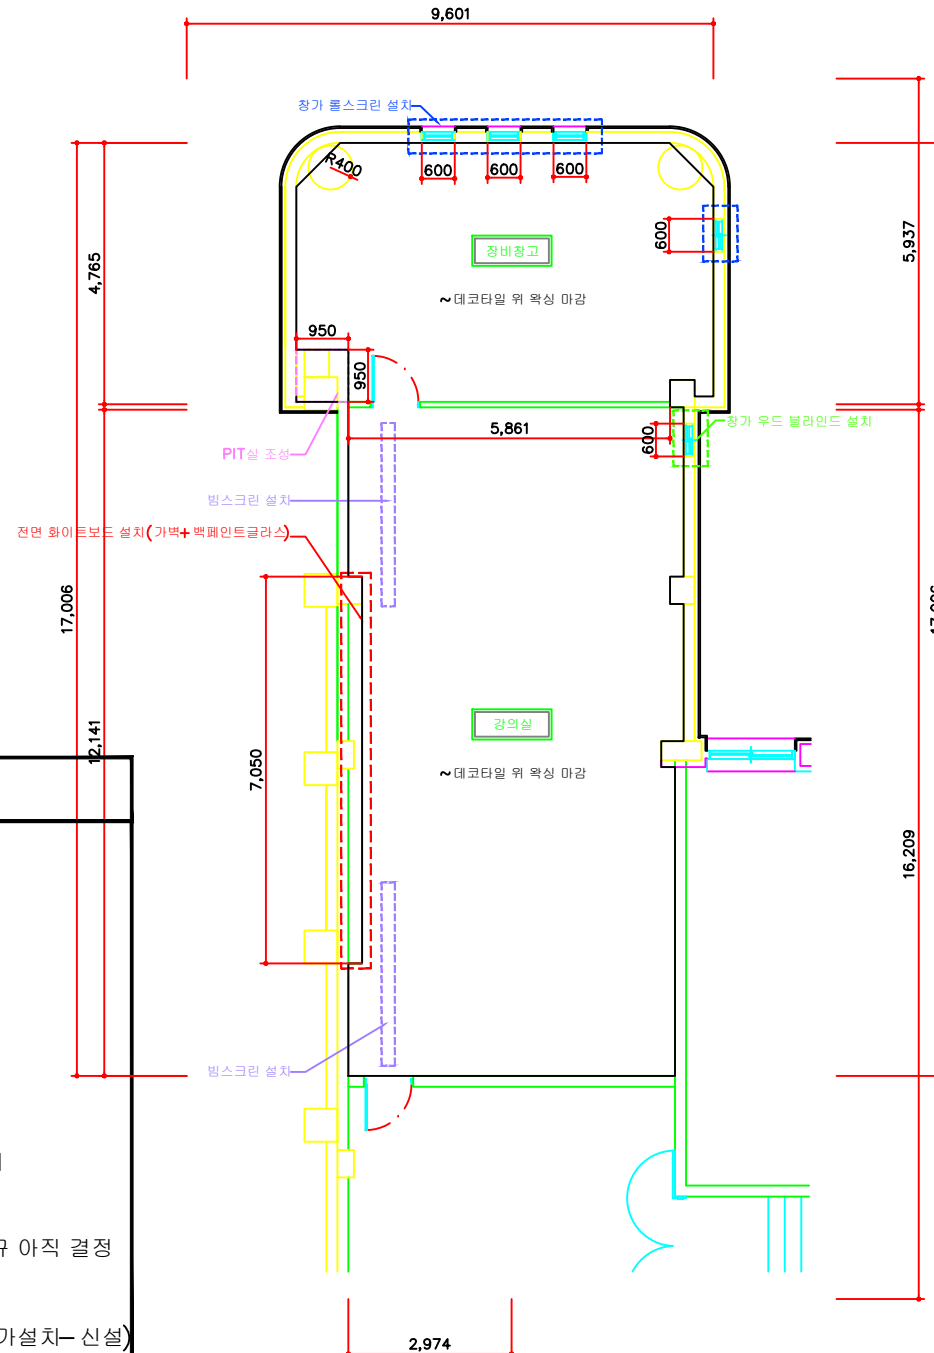 9,601
창가 롤스크린 설치
R400
600
600
600
600
장비창고
~ 데코타일 위 왁싱 마감
4,765
5,937
950
950
5,861
600
창가 우드 블라인드 설치
PIT실 조성
빔스크린 설치
전면 화이트보드 설치(가벽+ 백페인트글라스)
17,006
12,141
7,050
강의실
~ 데코타일 위 왁싱 마감
16,209
빔스크린 설치
아직 결정
가설치- 신설)
2,974